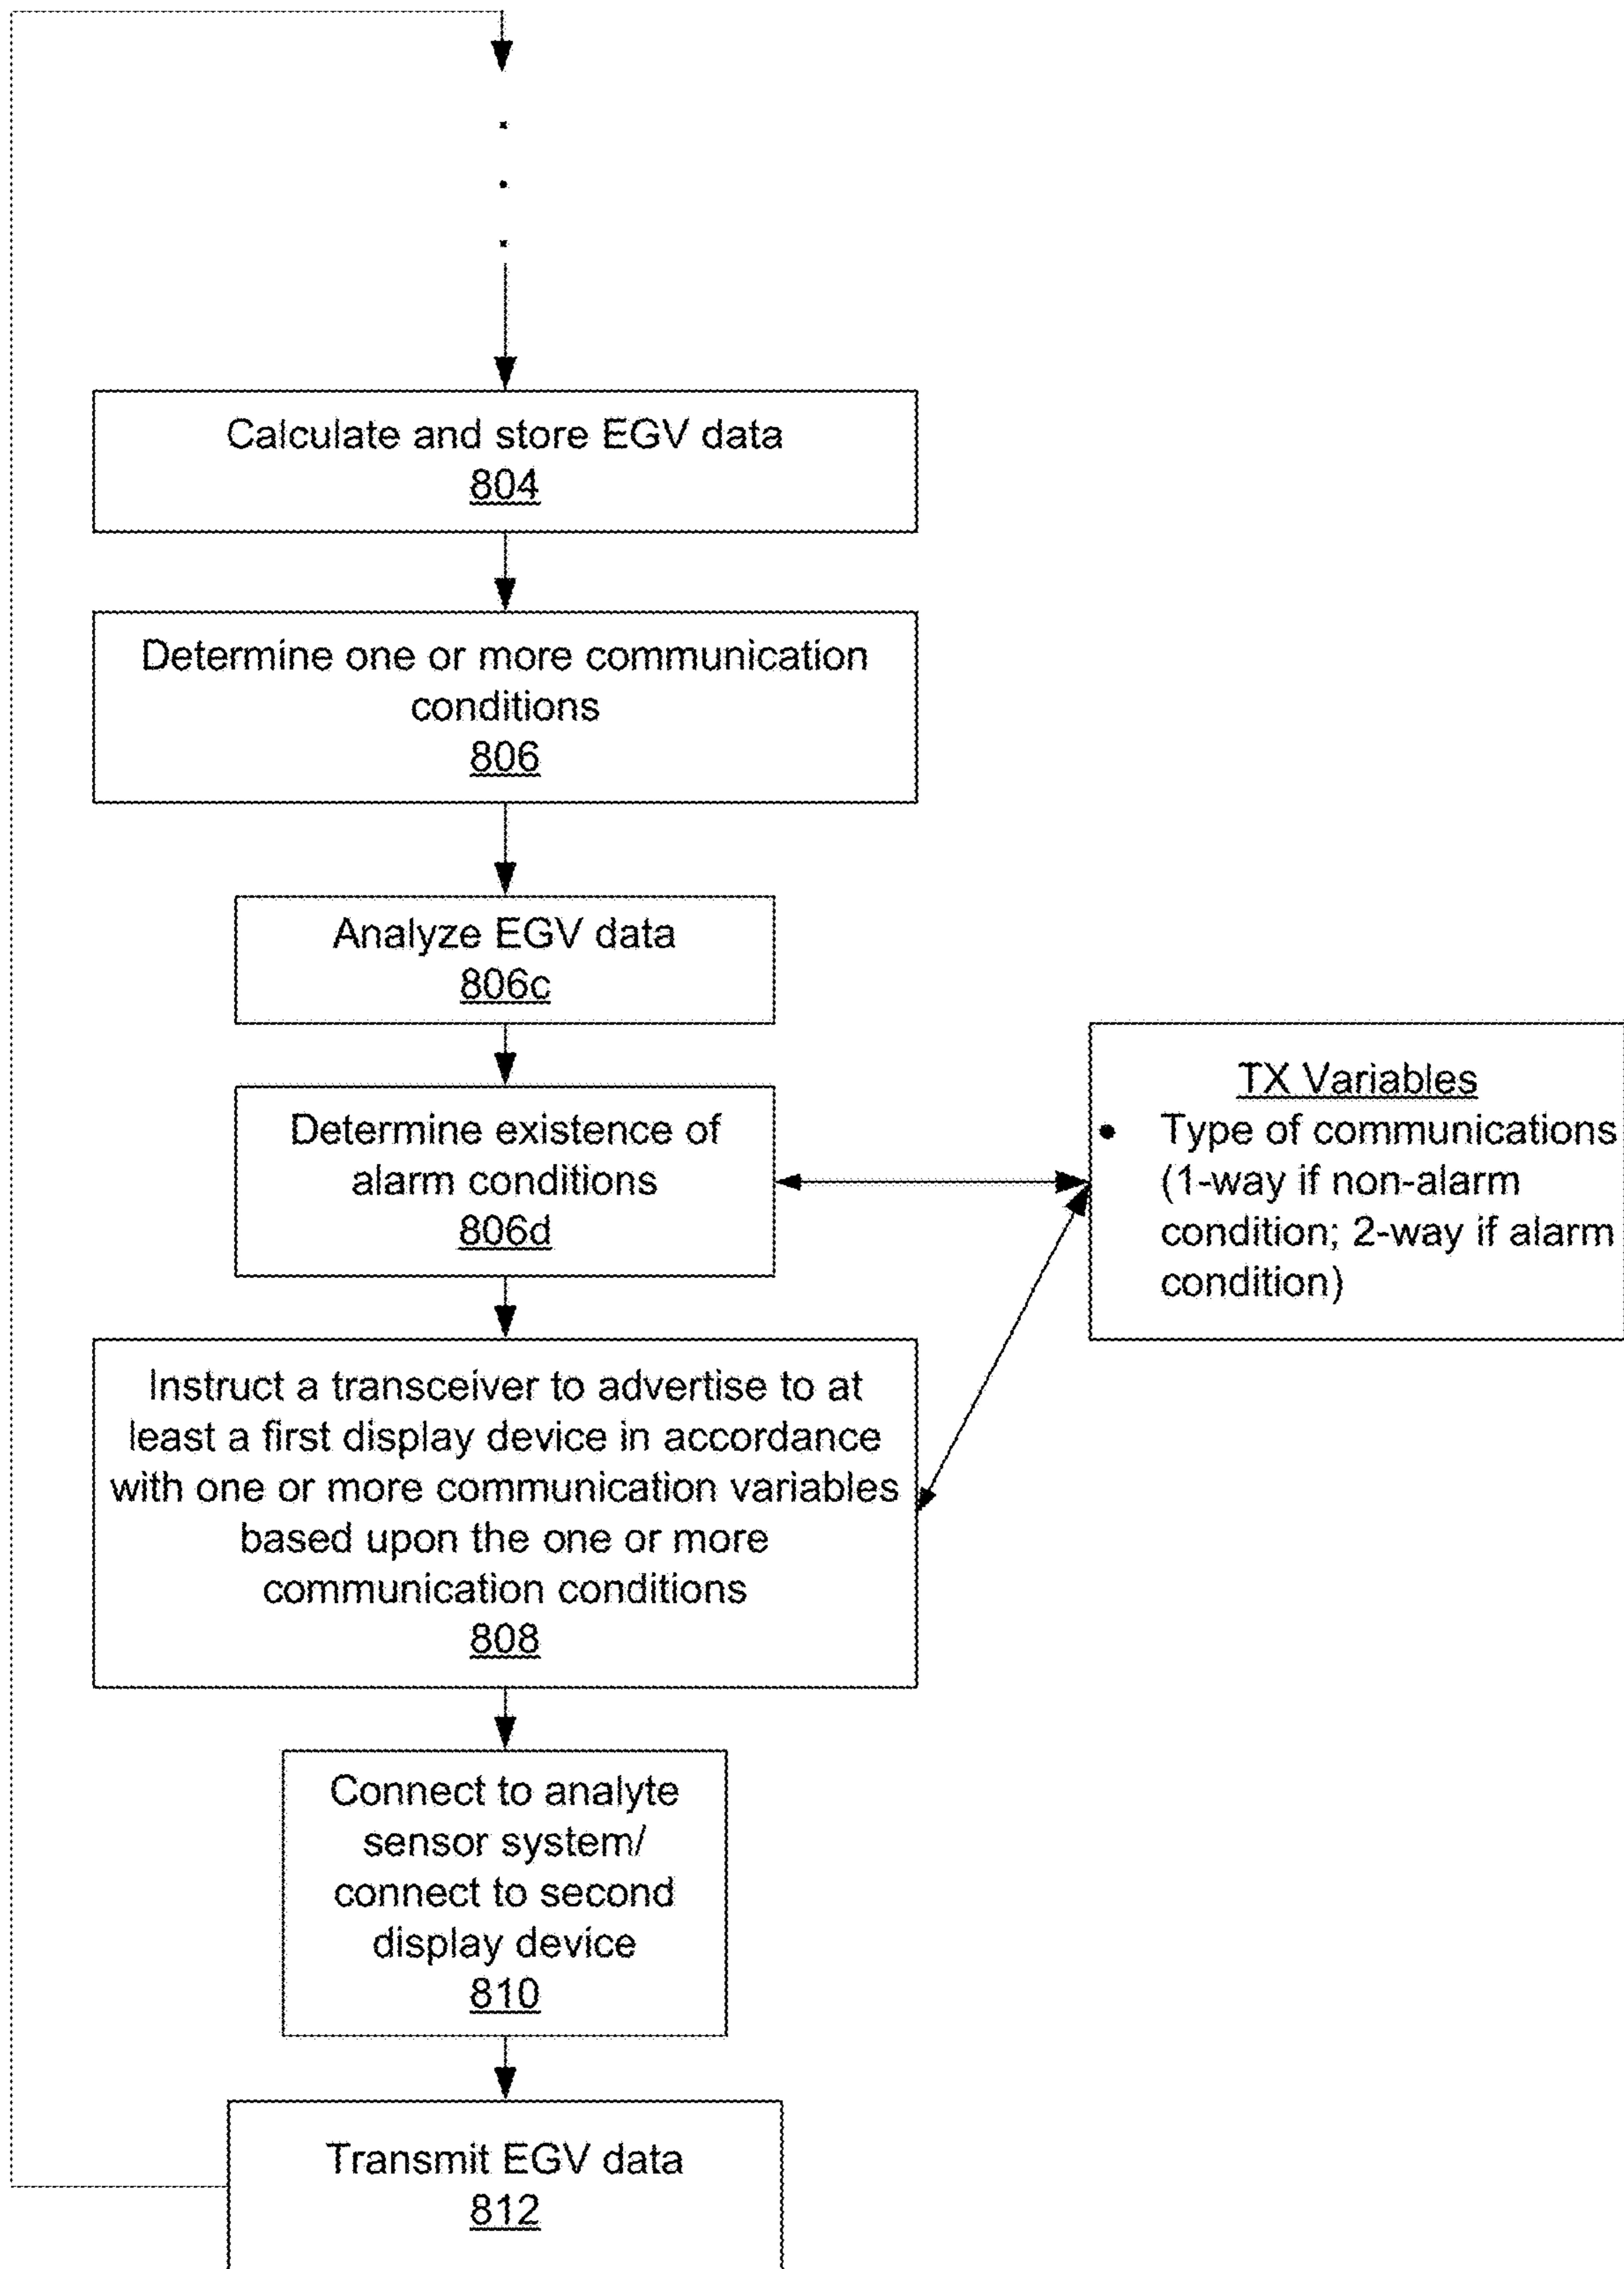 Calculate and store EGV data
804
Determine one or more communication
conditions
806
Analyze EGV data
806c
Determine existence of
alarm conditions
806d
TX Variables
• Type of communications
(1-way if non-alarm
condition; 2-way if alarm
condition)
Instruct a transceiver to advertise to at
least a first display device in accordance
with one or more communication variables
based upon the one or more
communication conditions
808
Connect to analyte
sensor system/
connect to second
display device
810
Transmit EGV data
812